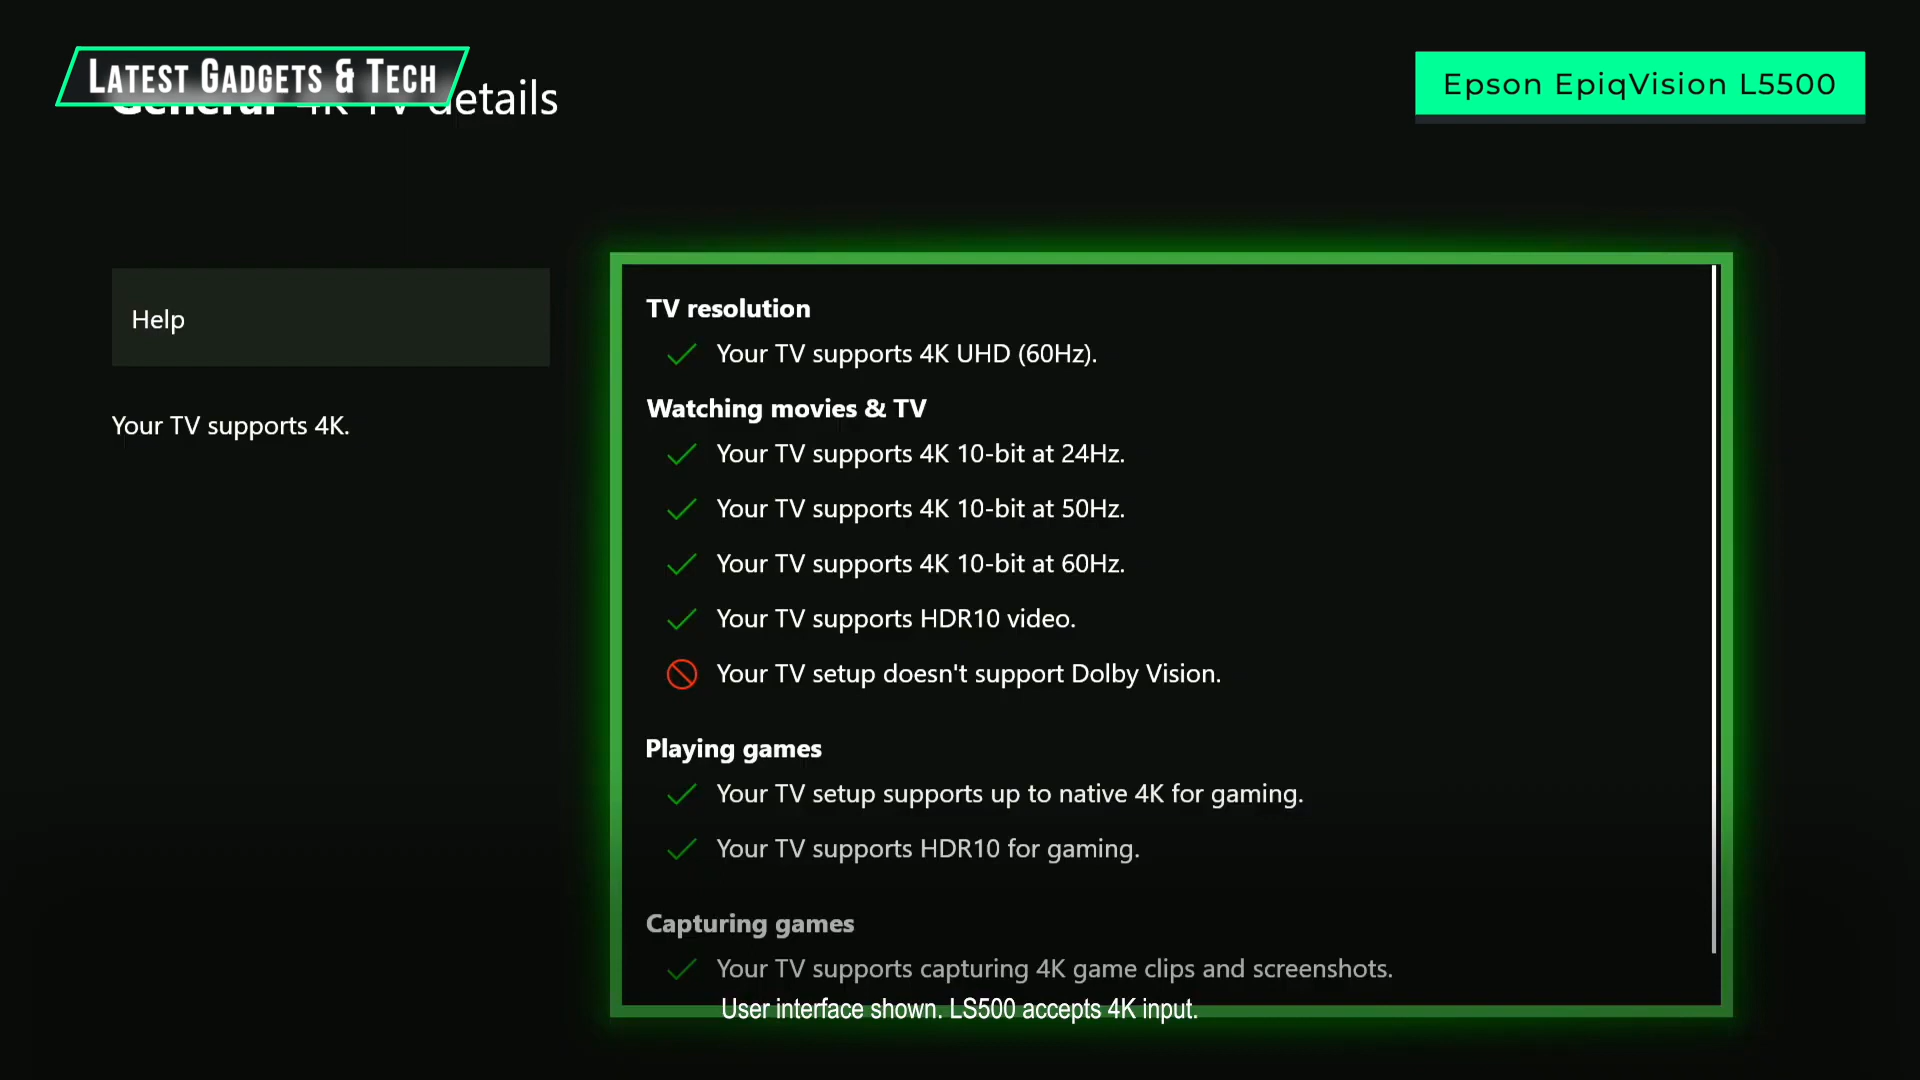 LATEST GADGETS & TECH
General 4K TV details
Epson EpiqVision L5500
Help
Your TV supports 4K.
TV resolution
Your TV supports 4K UHD (60Hz).
Watching movies & TV
Your TV supports 4K 10-bit at 24Hz.
Your TV supports 4K 10-bit at 50Hz.
Your TV supports 4K 10-bit at 60Hz.
Your TV supports HDR10 video.
Your TV setup doesn't support Dolby Vision.
Playing games
Your TV setup supports up to native 4K for gaming.
Your TV supports HDR10 for gaming.
Capturing games
Your TV supports capturing 4K game clips and screenshots.
User interface shown. LS500 accepts 4K input.